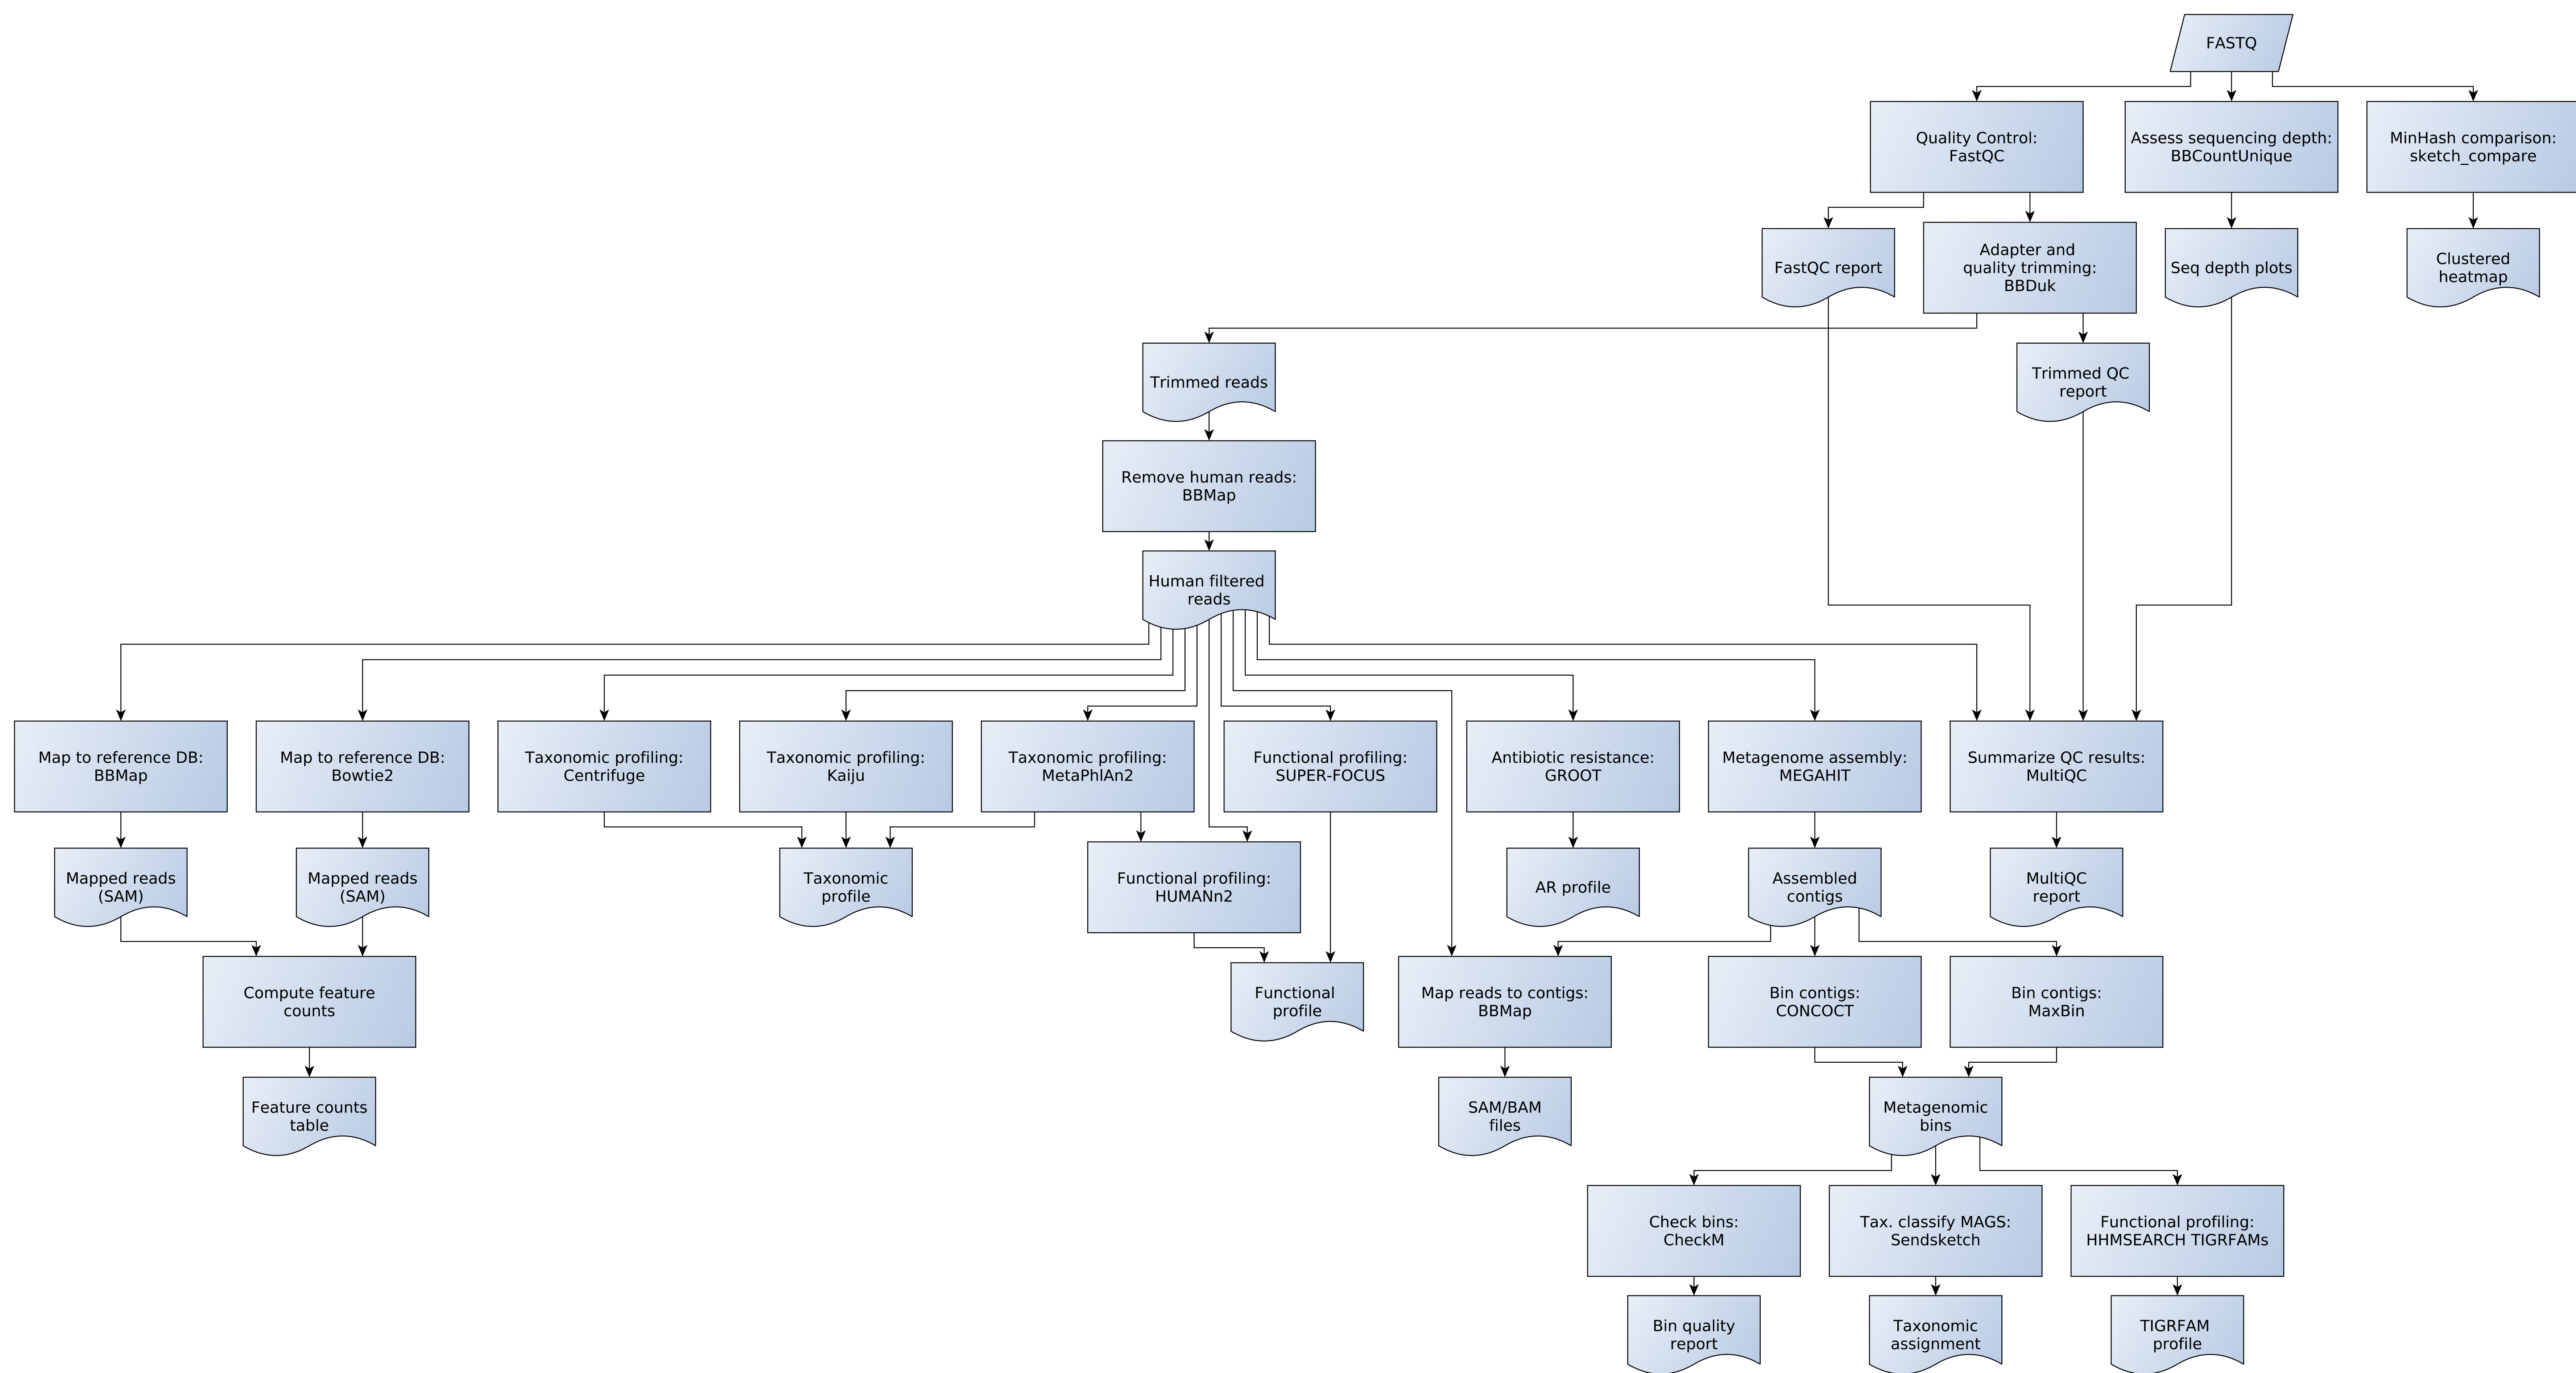 FASTQ
Quality Control:
FastQC
Assess sequencing depth:
BBCountUnique
MinHash comparison:
sketch_compare
FastQC report
Adapter and
quality trimming:
BBDuk
Seq depth plots
Clustered
heatmap
Trimmed reads
Trimmed QC
report
Remove human reads:
BBMap
Human filtered
reads
Map to reference DB:
BBMap
Map to reference DB:
Bowtie2
Taxonomic profiling:
Centrifuge
Taxonomic profiling:
Kaiju
Taxonomic profiling:
MetaPhlAn2
Functional profiling:
SUPER-FOCUS
Antibiotic resistance:
GROOT
Metagenome assembly:
MEGAHIT
Summarize QC results:
MultiQC
Mapped reads
(SAM)
Mapped reads
(SAM)
Taxonomic
profile
Functional profiling:
HUMANn2
AR profile
Assembled
contigs
MultiQC
report
Compute feature
counts
Functional
profile
Map reads to contigs:
BBMap
Bin contigs:
CONCOCT
Bin contigs:
MaxBin
Feature counts
table
SAM/BAM
files
Metagenomic
bins
Check bins:
CheckM
Tax. classify MAGS:
Sendsketch
Functional profiling:
HHMSEARCH TIGRFAMs
Bin quality
report
Taxonomic
assignment
TIGRFAM
profile